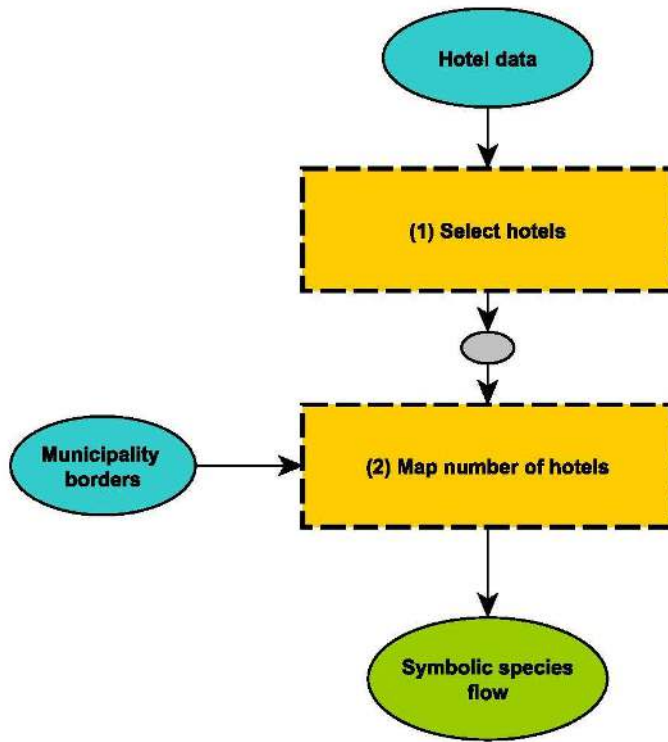 Hotel data
(1) Select hotels
Municipality
borders
(2) Map number of hotels
Symbolic species
flow